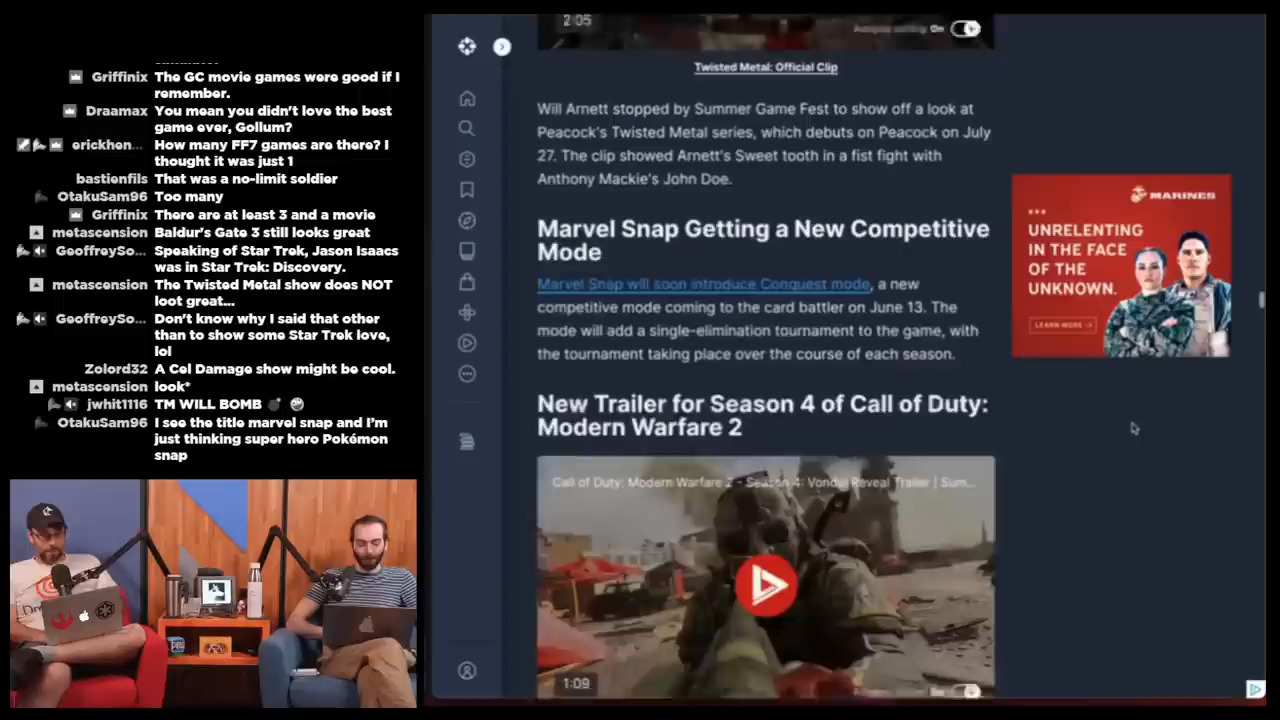 Griffinix The GC movie games were good if I
remember.
Draamax You mean you didn't love the best
game ever, Gollum?
erickhen... How many FF7 games are there? I
thought it was just 1
bastienfils That was a no-limit soldier
OtakuSam96 Too many
Griffinix There are at least 3 and a movie
metascension Baldur's Gate 3 still looks great
GeoffreySo... Speaking of Star Trek, Jason Isaacs
was in Star Trek: Discovery.
metascension The Twisted Metal show does NOT
loot great...
GeoffreySo... Don't know why I said that other
than to show some Star Trek love,
lol
Zolord32 A Cel Damage show might be cool.
metascension look*
jwhit1116 TM WILL BOMB
OtakuSam96 I see the title marvel snap and I'm
just thinking super hero Pokémon
snap
2:05
Twisted Metal: Official Clip
Will Arnett stopped by Summer Game Fest to show off a look at
Peacock's Twisted Metal series, which debuts on Peacock on July
27. The clip showed Arnett's Sweet tooth in a fist fight with
Anthony Mackie's John Doe.
Marvel Snap Getting a New Competitive
Mode
Marvel Snap will soon introduce Conquest mode, a new
competitive mode coming to the card battler on June 13. The
mode will add a single-elimination tournament to the game, with
the tournament taking place over the course of each season.
New Trailer for Season 4 of Call of Duty:
Modern Warfare 2
Call of Duty: Modern Warfare 2 - Season 4: Vondel Reveal Trailer | Sum...
1:09
MARINES
UNRELENTING
IN THE FACE
OF THE
UNKNOWN.
LEARN MORE